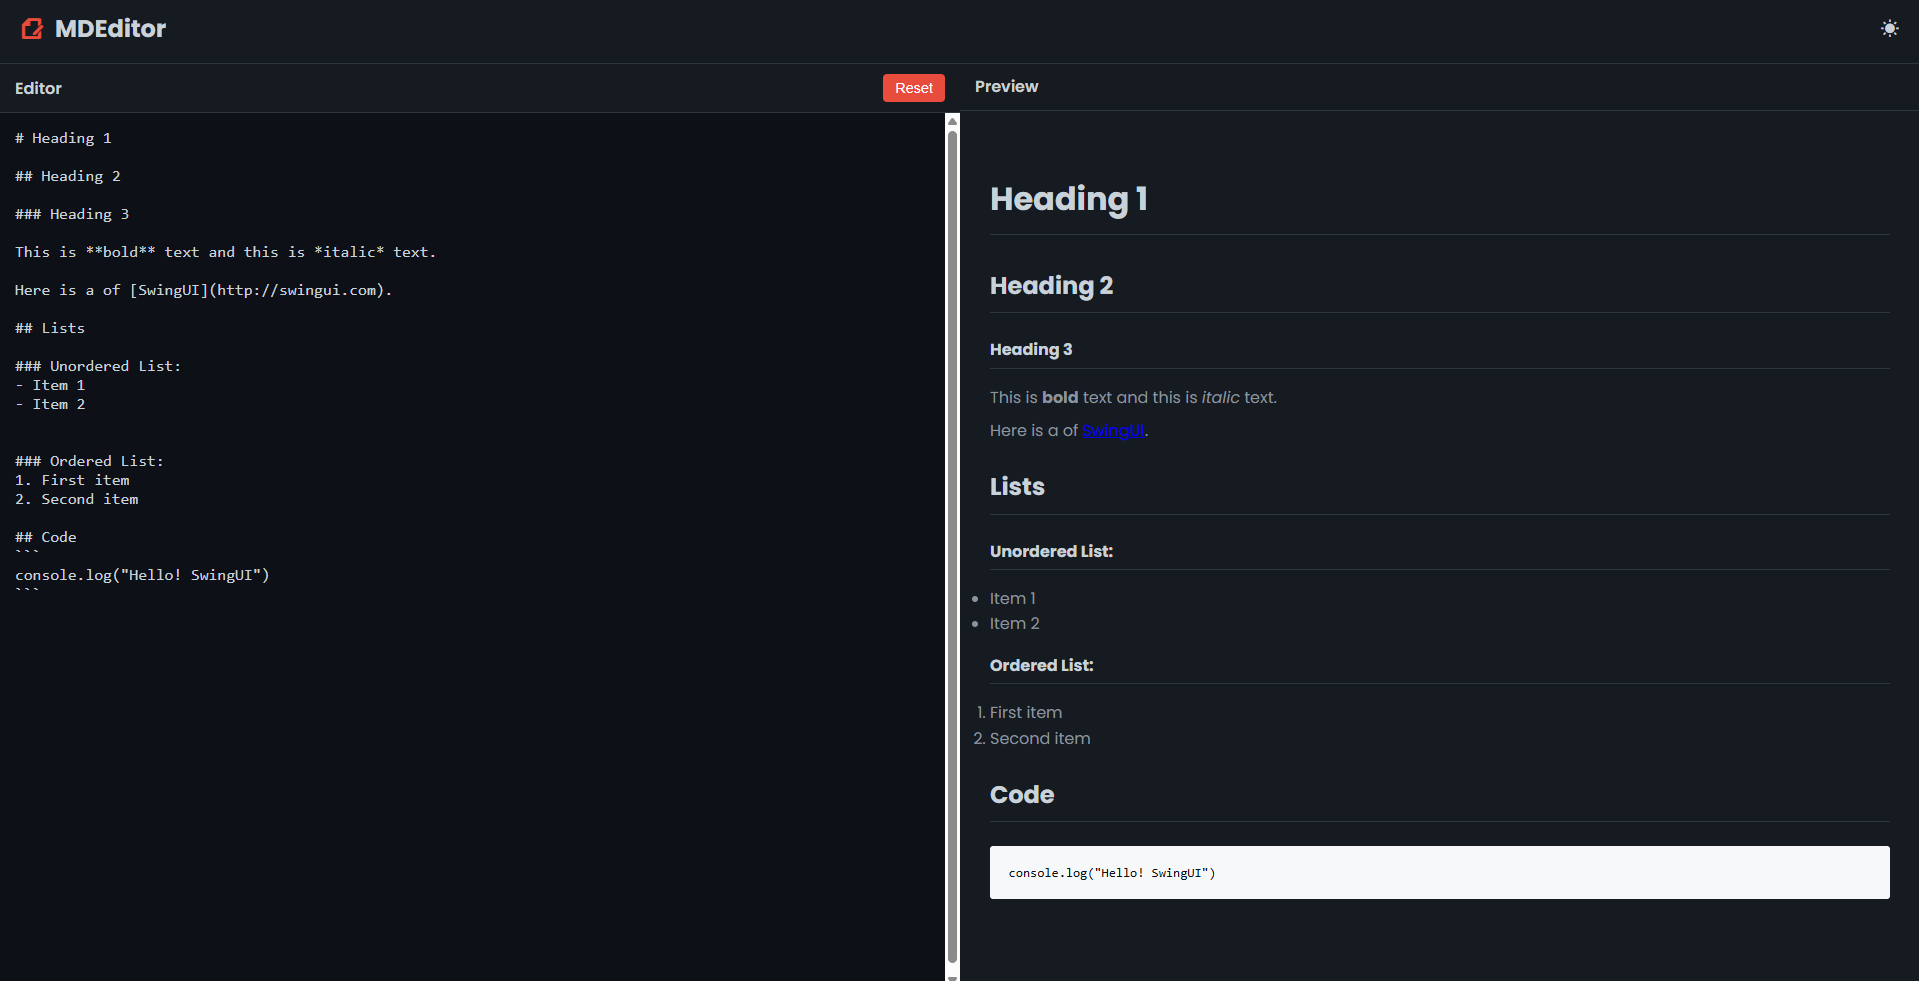 MDEditor
Editor
Reset
# Heading 1
## Heading 2
### Heading 3
This is **bold** text and this is *italic* text.
Here is a of [SwingUI](http://swingui.com).
## Lists
### Unordered List:
- Item 1
- Item 2
### Ordered List:
1. First item
2. Second item
## Code
```
console.log("Hello! SwingUI")
```
Preview
Heading 1
Heading 2
Heading 3
This is bold text and this is italic text.
Here is a of SwingUI.
Lists
Unordered List:
• Item 1
• Item 2
Ordered List:
1. First item
2. Second item
Code
console.log("Hello! SwingUI")